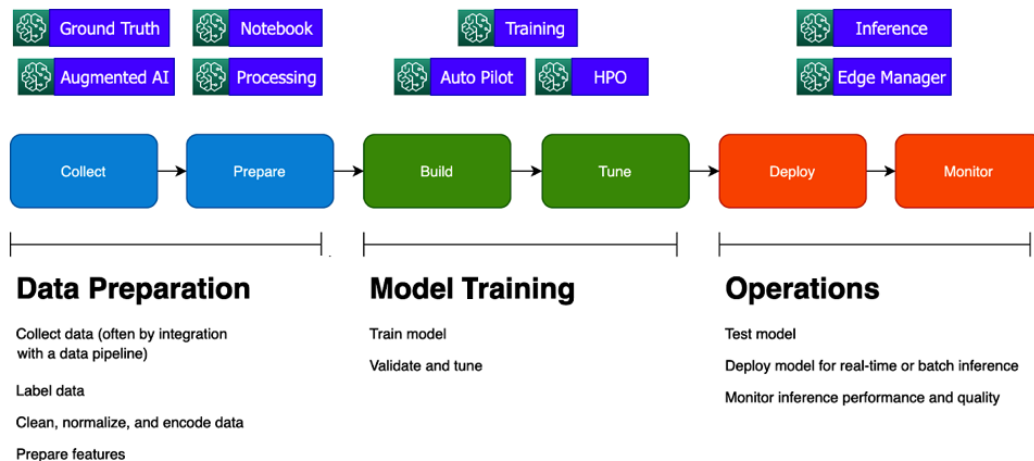 Ground Truth
Notebook
Training
Inference
Augmented AI
Processing
Auto Pilot
HPO
Edge Manager
Collect
Prepare
Build
Tune
Deploy
Monitor
Data Preparation
Collect data (often by integration
with a data pipeline)
Label data
Clean, normalize, and encode data
Prepare features
Model Training
Train model
Validate and tune
Operations
Test model
Deploy model for real-time or batch inference
Monitor inference performance and quality